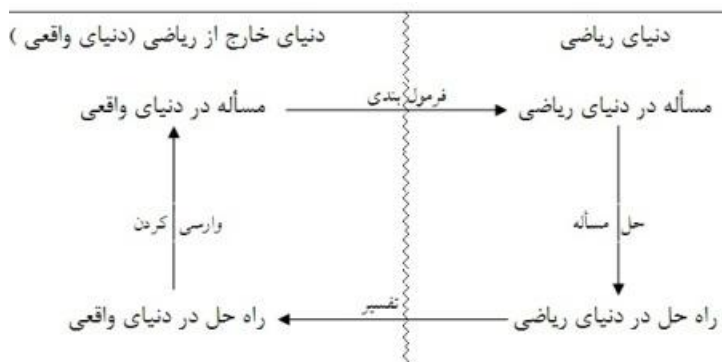 دنیای ریاضی
دنیای خارج از ریاضی (دنیای واقعی )
مسأله در دنیای ریاضی
فرمول بندی
مسأله در دنیای واقعی
حل مسأله
وارسی کردن
راه حل در دنیای ریاضی
تفسیر
راه حل در دنیای واقعی